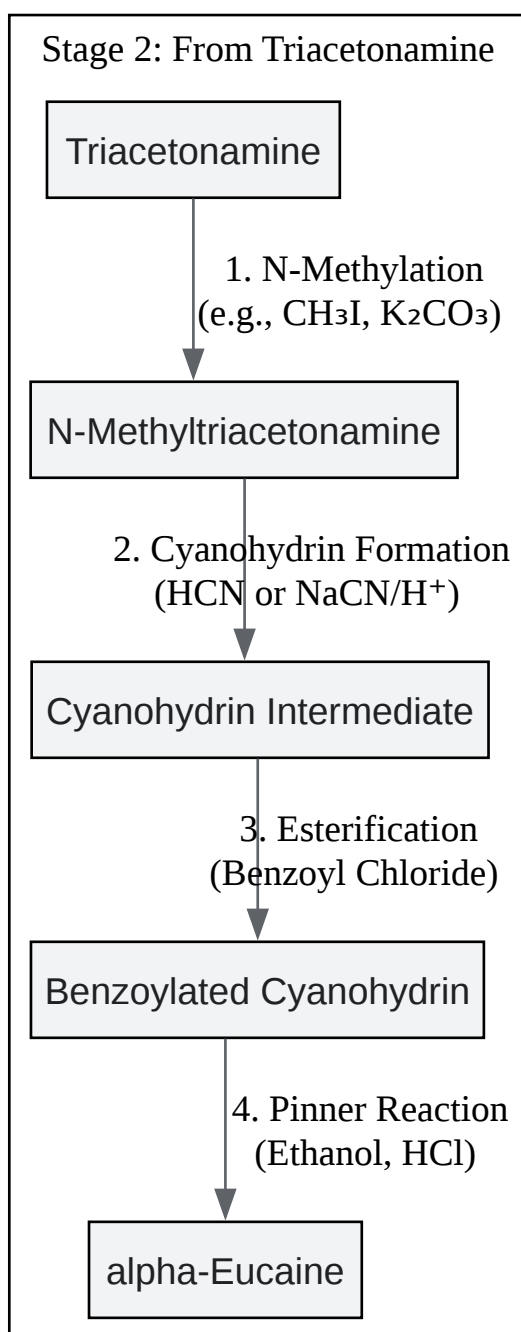 Stage 2: From Triacetonamine
Triacetonamine
1. N-Methylation
(e.g., CH₃I, K₂CO₃)
N-Methyltriacetonamine
2. Cyanohydrin Formation
(HCN or NaCN/H⁺)
Cyanohydrin Intermediate
3. Esterification
(Benzoyl Chloride)
Benzoylated Cyanohydrin
4. Pinner Reaction
(Ethanol, HCl)
alpha-Eucaine